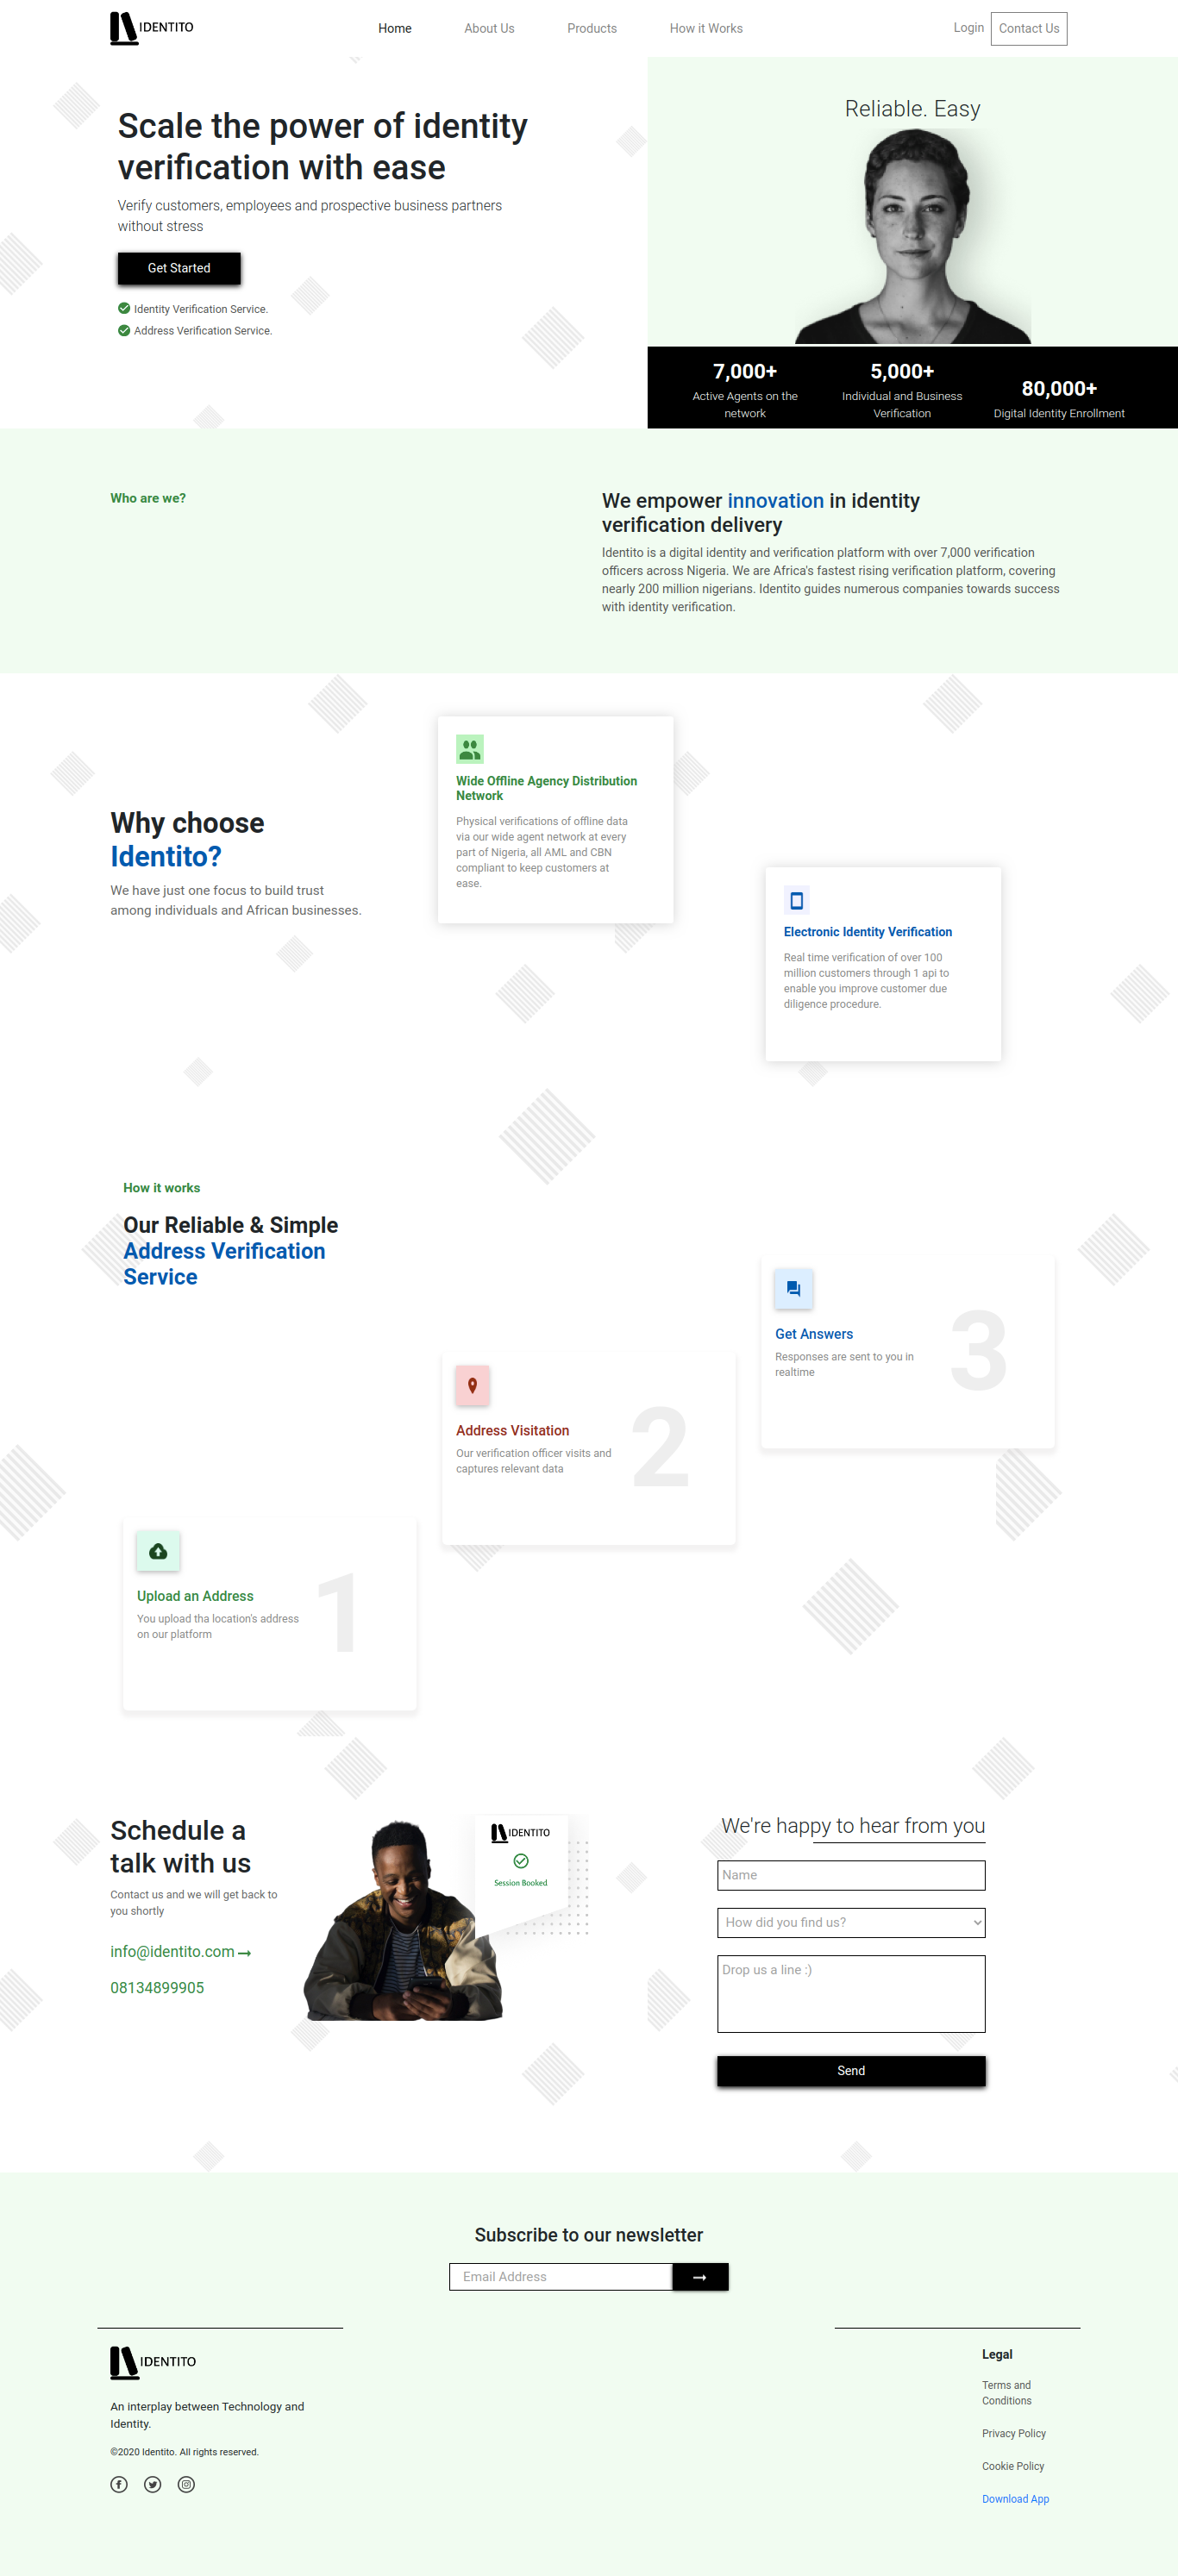 IDENTITO
Home
About Us
Products
How it Works
Login
Contact Us
Scale the power of identity
verification with ease
Verify customers, employees and prospective business partners
without stress
Get Started
Identity Verification Service.
Address Verification Service.
Reliable. Easy
7,000+
Active Agents on the
network
5,000+
Individual and Business
Verification
80,000+
Digital Identity Enrollment
Who are we?
We empower innovation in identity
verification delivery
Identito is a digital identity and verification platform with over 7,000 verification
officers across Nigeria. We are Africa's fastest rising verification platform, covering
nearly 200 million nigerians. Identito guides numerous companies towards success
with identity verification.
Why choose
Identito?
We have just one focus to build trust
among individuals and African businesses.
Wide Offline Agency Distribution
Network
Physical verifications of offline data
via our wide agent network at every
part of Nigeria, all AML and CBN
compliant to keep customers at
ease.
Electronic Identity Verification
Real time verification of over 100
million customers through 1 api to
enable you improve customer due
diligence procedure.
How it works
Our Reliable & Simple
Address Verification
Service
Get Answers
Responses are sent to you in
realtime
3
Address Visitation
Our verification officer visits and
captures relevant data
2
Upload an Address
You upload tha location's address
on our platform
1
Schedule a
talk with us
Contact us and we will get back to
you shortly
info@identito.com
08134899905
IDENTITO
Session Booked
We're happy to hear from you
Name
How did you find us?
Drop us a line :)
Send
Subscribe to our newsletter
Email Address
IDENTITO
An interplay between Technology and
Identity.
©2020 Identito. All rights reserved.
Legal
Terms and
Conditions
Privacy Policy
Cookie Policy
Download App